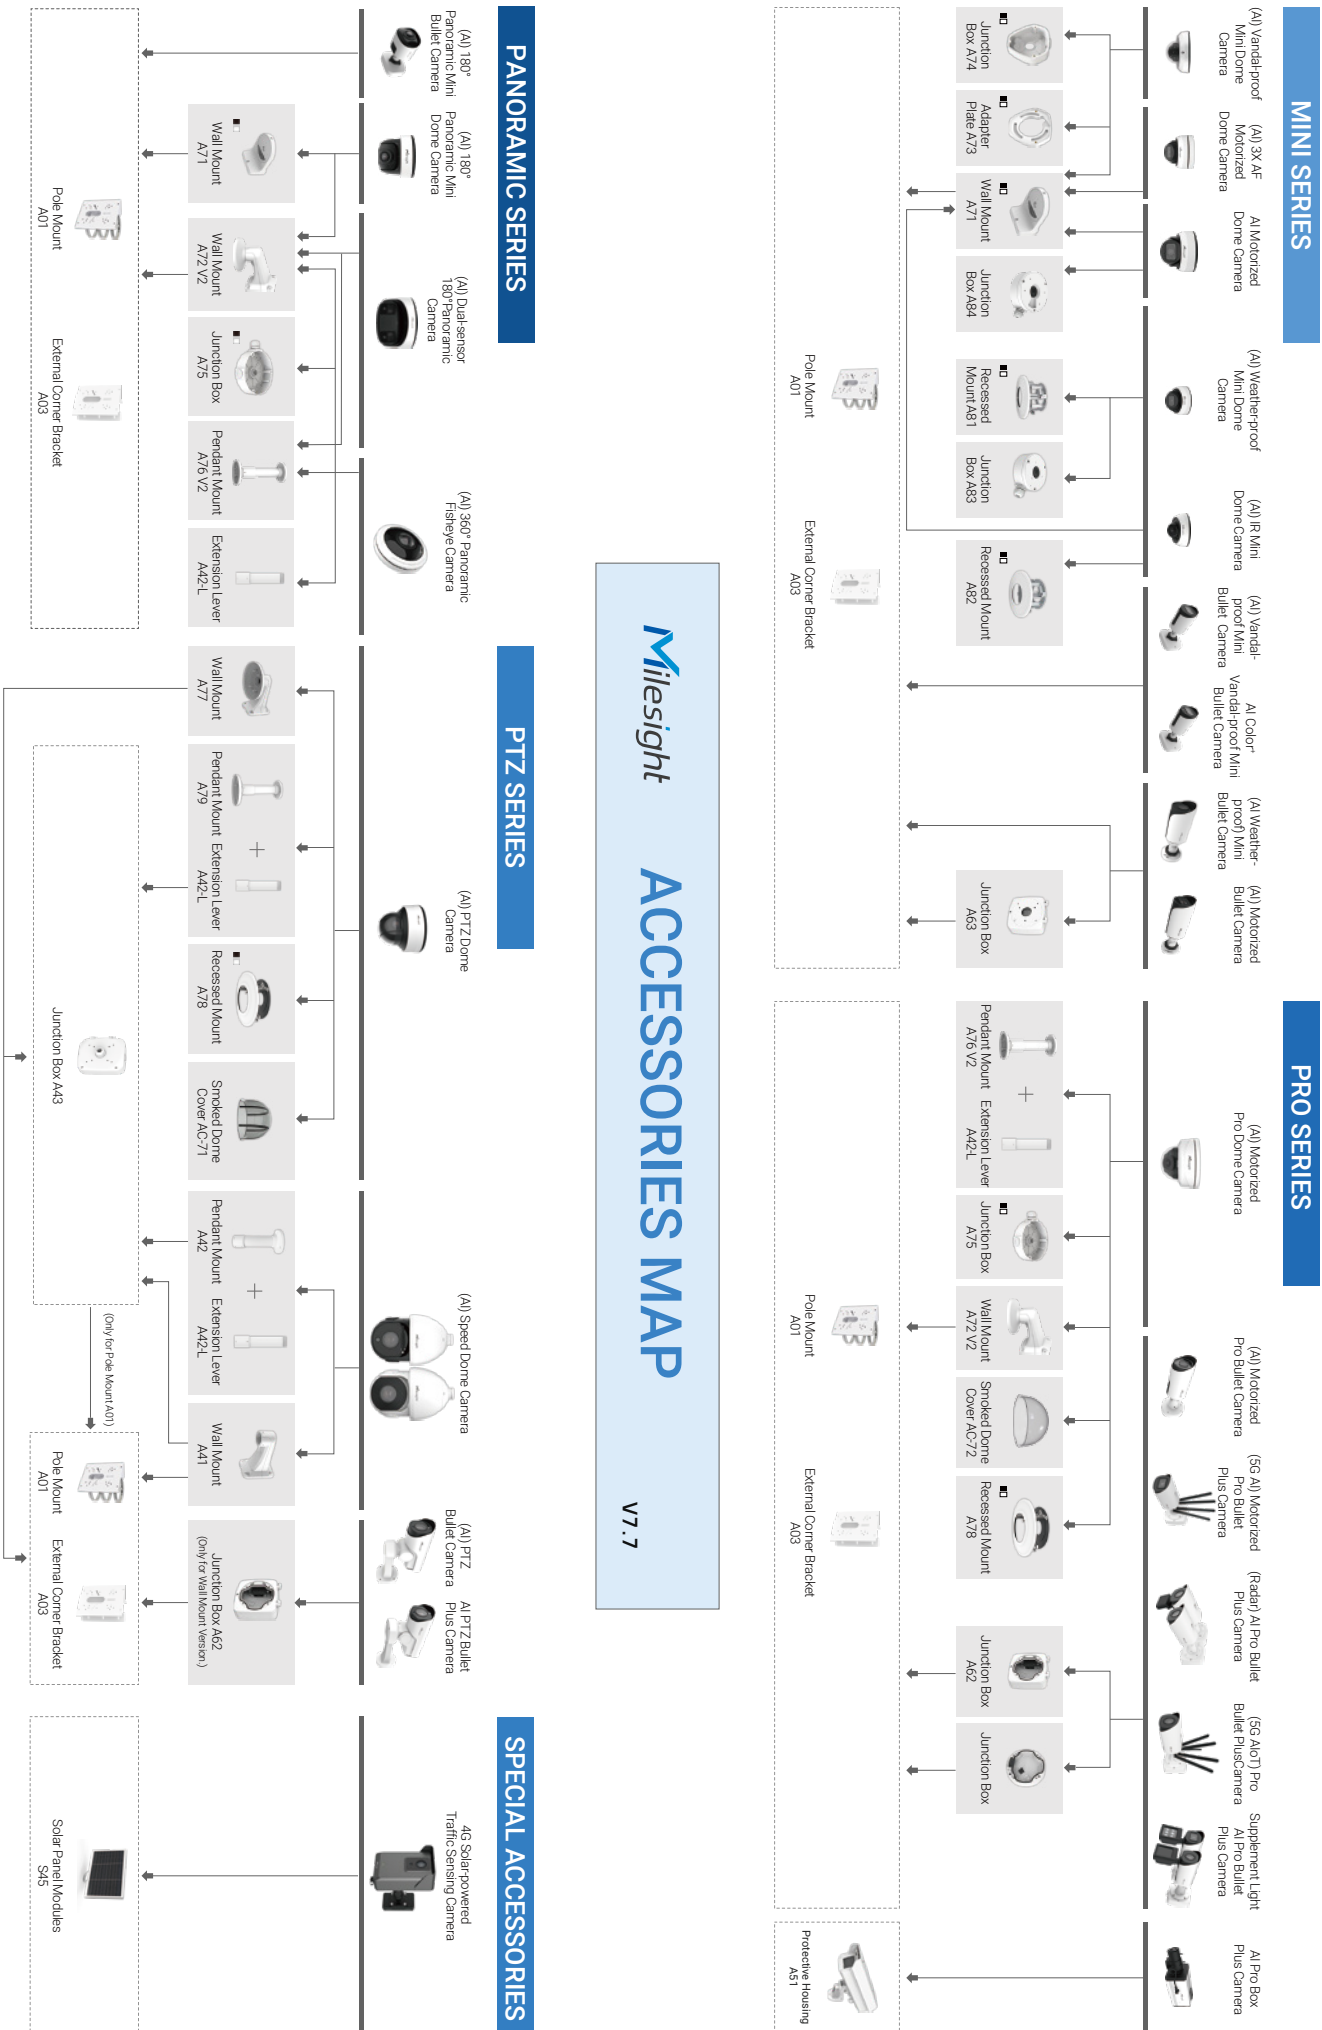 MINI SERIES
(AI) Vandal-proof
Mini Dome
Camera
(AI) 3X AF
Motorized
Dome Camera
AI Motorized
Dome Camera
(AI) Weather-proof
Mini Dome
Camera
(AI) IR Mini
Dome Camera
(AI) Vandal-
proof Mini
Bullet Camera
AI Color+
Vandal-proof Mini
Bullet Camera
(AI Weather-
proof) Mini
Bullet Camera
(AI) Motorized
Bullet Camera
Junction
Box A74
Adapter
Plate A73
Wall Mount
A71
Junction
Box A84
Recessed
Mount A81
Junction
Box A83
Recessed Mount
A82
Junction Box
A63
Pole Mount
A01
External Corner Bracket
A03
PRO SERIES
(AI) Motorized
Pro Dome Camera
(AI) Motorized
Pro Bullet Camera
(5G AI) Motorized
Pro Bullet
Plus Camera
(Radar) AI Pro Bullet
Plus Camera
(5G AIoT) Pro
Bullet PlusCamera
Supplement Light
AI Pro Bullet
Plus Camera
AI Pro Box
Plus Camera
Pendant Mount
A76 V2
+
Extension Lever
A42-L
Junction Box
A75
Wall Mount
A72 V2
Smoked Dome
Cover AC-72
Recessed Mount
A78
Junction Box
A62
Junction Box
Pole Mount
A01
External Corner Bracket
A03
Protective Housing
A51
Milesight
ACCESSORIES MAP
V7.7
PANORAMIC SERIES
(AI) 180°
Panoramic Mini
Bullet Camera
(AI) 180°
Panoramic Mini
Dome Camera
(AI) Dual-sensor
180°Panoramic
Camera
(AI) 360° Panoramic
Fisheye Camera
Wall Mount
A71
Wall Mount
A72 V2
Junction Box
A75
Pendant Mount
A76 V2
Extension Lever
A42-L
Pole Mount
A01
External Corner Bracket
A03
PTZ SERIES
(AI) PTZ Dome
Camera
(AI) Speed Dome Camera
(AI) PTZ
Bullet Camera
AI PTZ Bullet
Plus Camera
Wall Mount
A77
Pendant Mount
A79
+
Extension Lever
A42-L
Recessed Mount
A78
Smoked Dome
Cover AC-71
Pendant Mount
A42
+
Extension Lever
A42-L
Wall Mount
A41
Junction Box A62
(Only for Wall Mount Version.)
Junction Box A43
(Only for Pole Mount A01)
Pole Mount
A01
External Corner Bracket
A03
SPECIAL ACCESSORIES
4G Solar-powered
Traffic Sensing Camera
Solar Panel Modules
S45